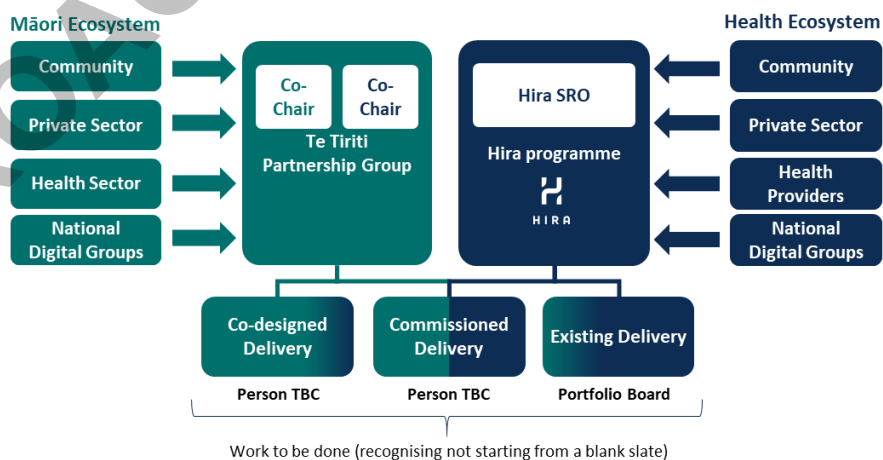 Māori Ecosystem
Health Ecosystem
Community
Private Sector
Health Sector
National
Digital Groups
Co-
Chair
Co-
Chair
Te Tiriti
Partnership Group
Hira SRO
Hira programme
HIRA
Community
Private Sector
Health
Providers
National
Digital Groups
Co-designed
Delivery
Commissioned
Delivery
Existing Delivery
Person TBC
Person TBC
Portfolio Board
Work to be done (recognising not starting from a blank slate)